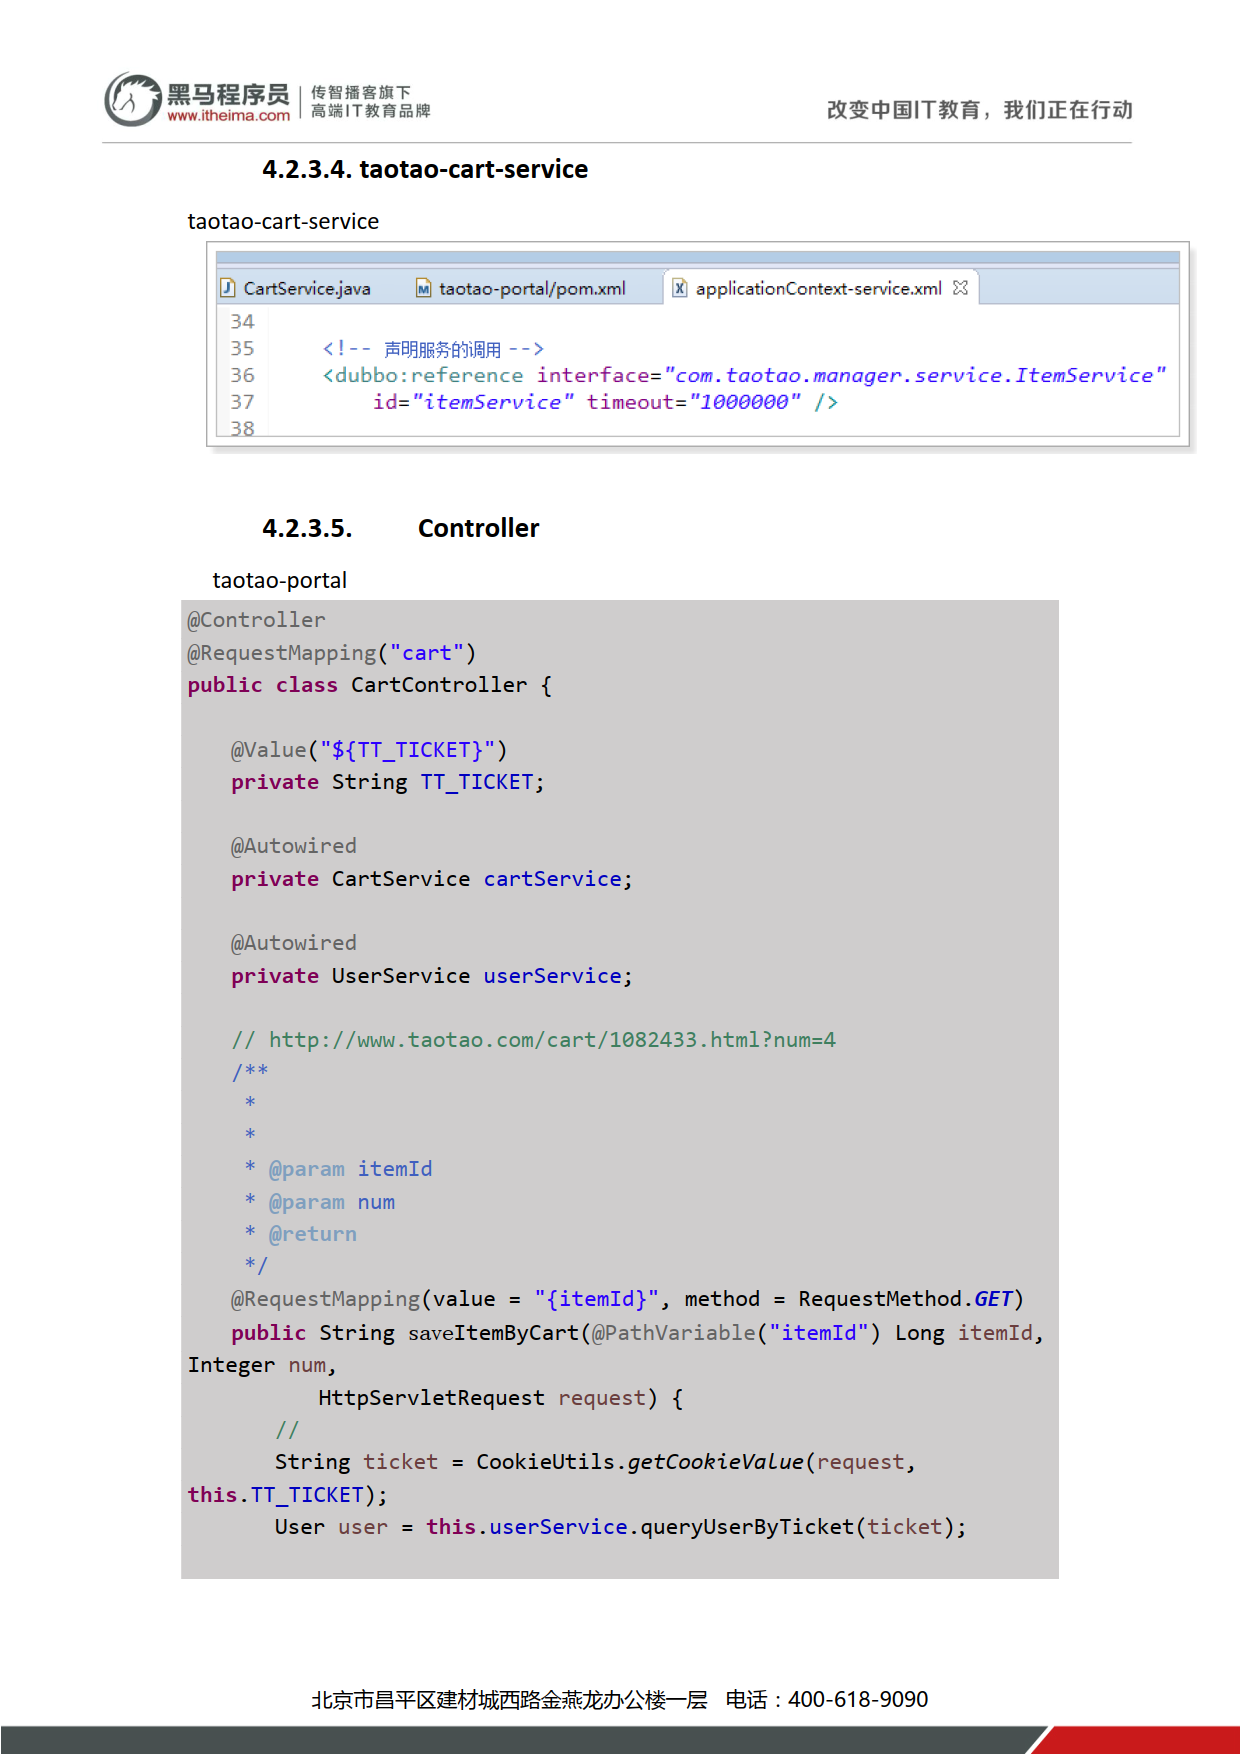 黑马程序员 传智播客旗下
www.itheima.com 高端IT教育品牌
改变中国IT教育，我们正在行动
4.2.3.4. taotao-cart-service
taotao-cart-service
CartService.java taotao-portal/pom.xml applicationContext-service.xml
34
35 <!-- 声明服务的调用 -->
36 <dubbo:reference interface="com.taotao.manager.service.ItemService"
37 id="itemService" timeout="1000000" />
38
4.2.3.5. Controller
taotao-portal
@Controller
@RequestMapping("cart")
public class CartController {
@Value("${TT_TICKET}")
private String TT_TICKET;
@Autowired
private CartService cartService;
@Autowired
private UserService userService;
// http://www.taotao.com/cart/1082433.html?num=4
/**
*
*
* @param itemId
* @param num
* @return
*/
@RequestMapping(value = "{itemId}", method = RequestMethod.GET)
public String saveItemByCart(@PathVariable("itemId") Long itemId,
Integer num,
HttpServletRequest request) {
//
String ticket = CookieUtils.getCookieValue(request,
this.TT_TICKET);
User user = this.userService.queryUserByTicket(ticket);
北京市昌平区建材城西路金燕龙办公楼一层 电话：400-618-9090